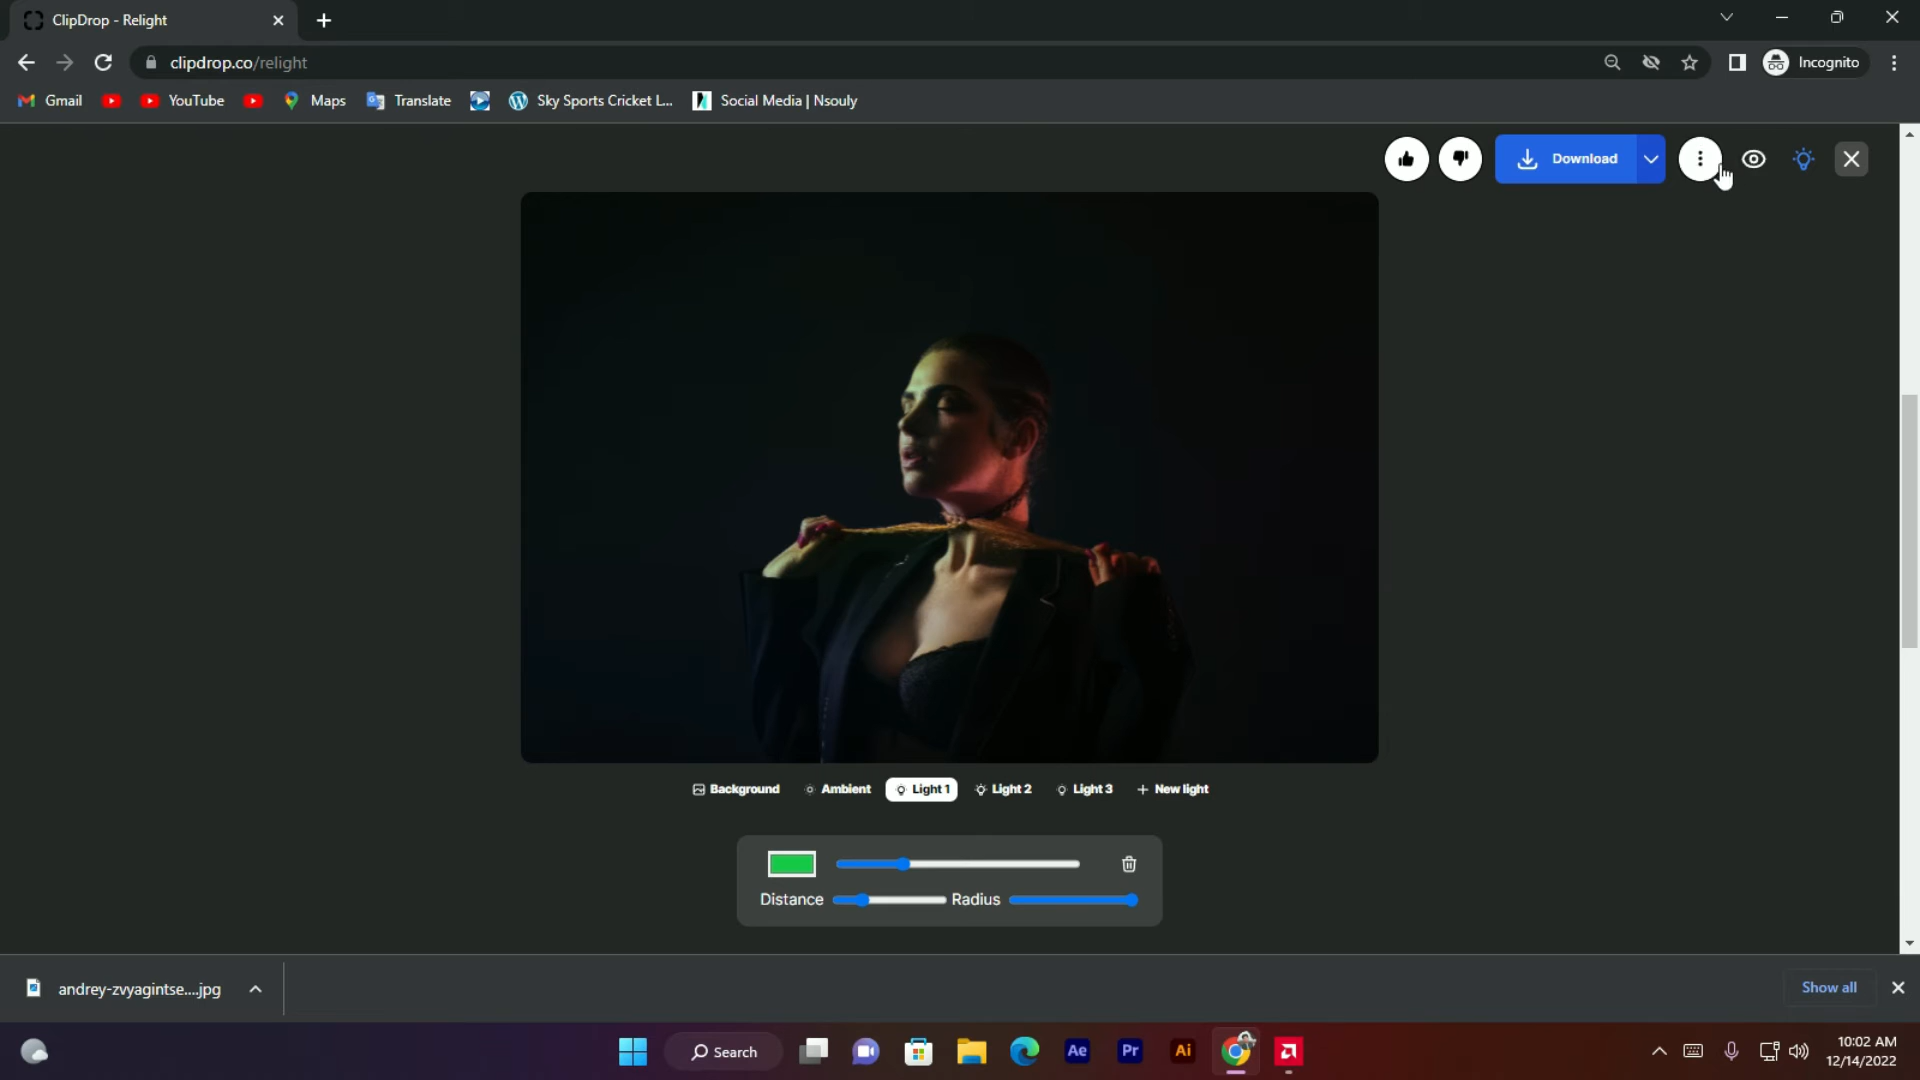 ClipDrop - Relight
clipdrop.co/relight
Incognito
Gmail
YouTube
Maps
Translate
Sky Sports Cricket L...
Social Media | Nsouly
Download
Background
Ambient
Light 1
Light 2
Light 3
New light
Distance
Radius
andrey-zvyagintse....jpg
Show all
Search
Ae
Pr
Ai
10:02 AM
12/14/2022